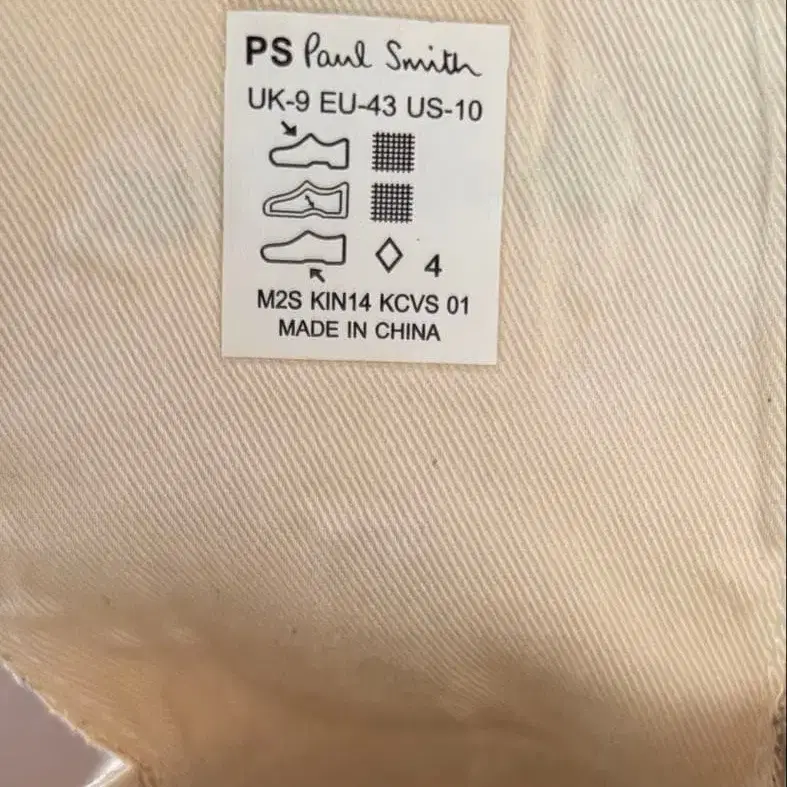 PS Paul Smith
UK-9 EU-43 US-10
4
M2S KIN14 KCVS 01
MADE IN CHINA